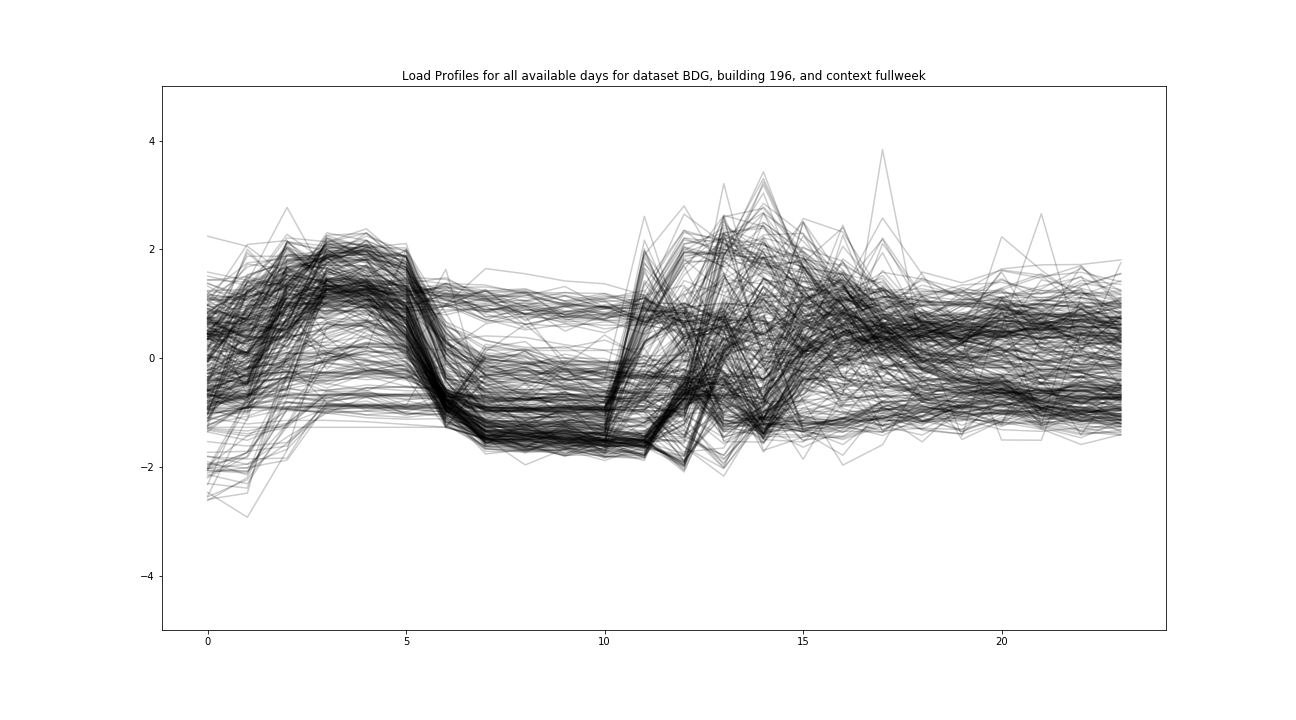 Load Profiles for all available days for dataset BDG, building 196, and context fullweek
4
2
0
−2
−4
0 5 10 15 20